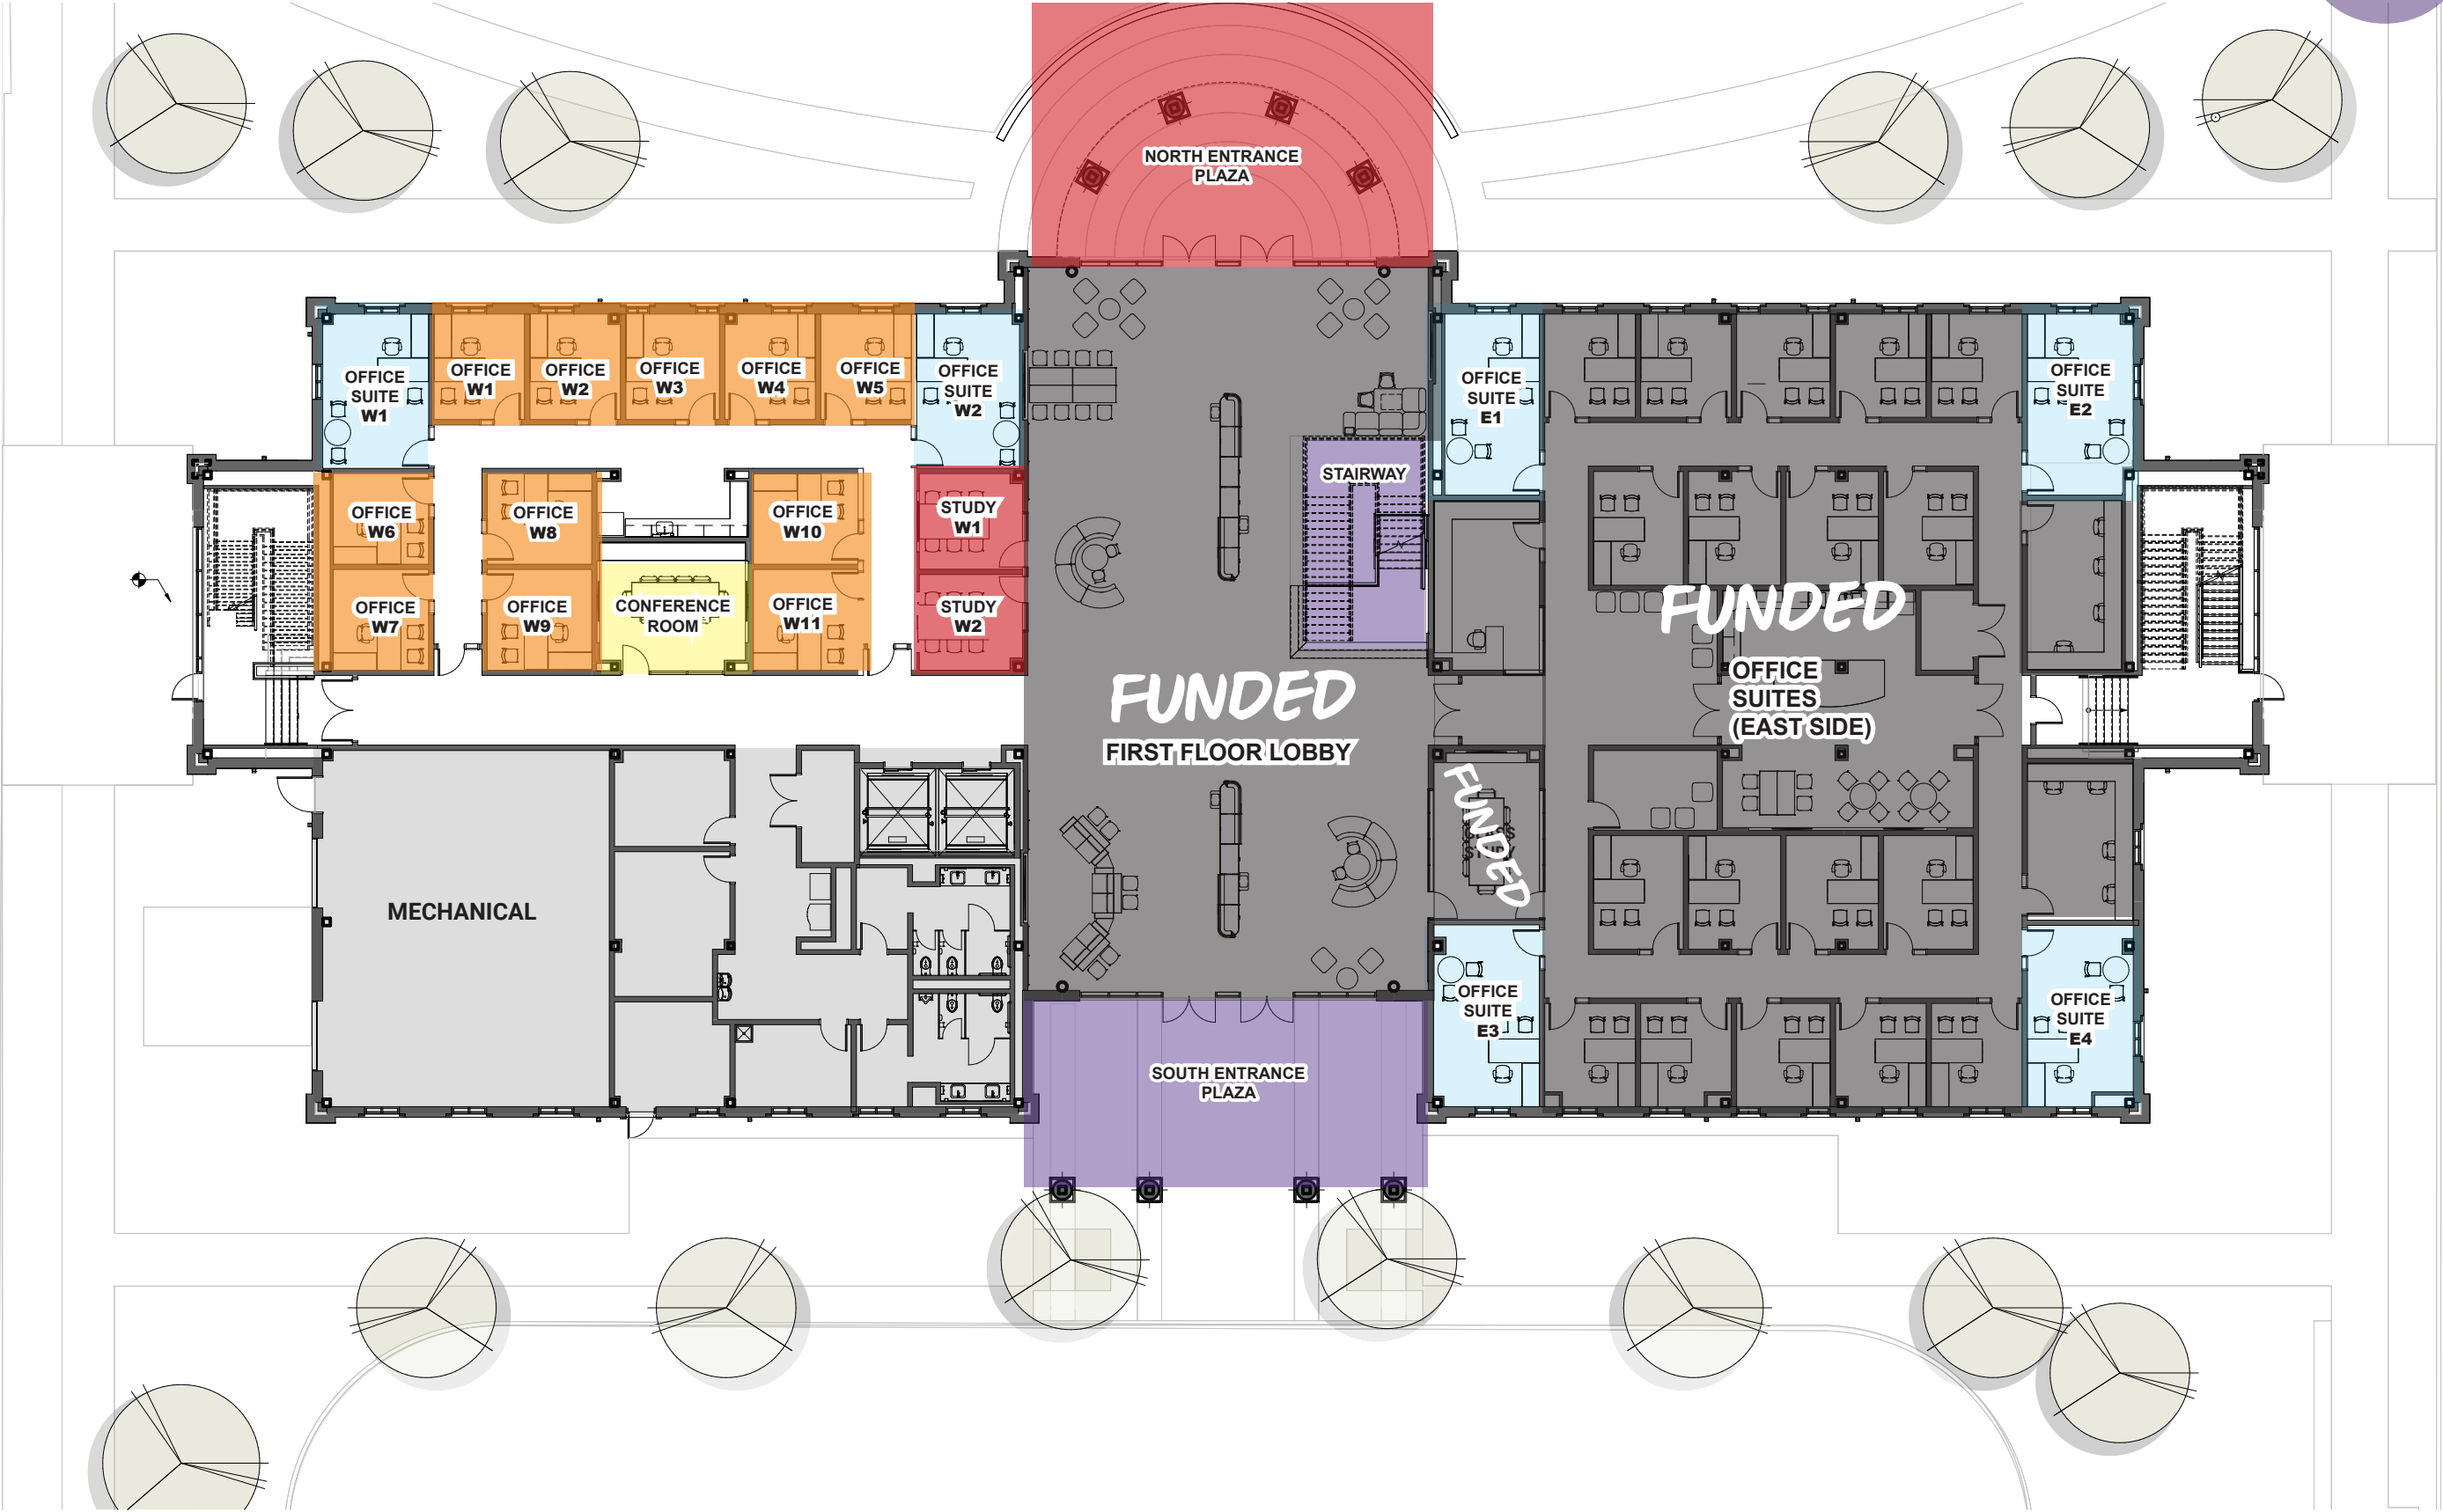 NORTH ENTRANCE
PLAZA
OFFICE
SUITE
W1
OFFICE
W1
OFFICE
W2
OFFICE
W3
OFFICE
W4
OFFICE
W5
OFFICE
SUITE
W2
OFFICE
SUITE
E1
OFFICE
SUITE
E2
STAIRWAY
OFFICE
W6
OFFICE
W8
OFFICE
W10
STUDY
W1
OFFICE
W7
OFFICE
W9
CONFERENCE
ROOM
OFFICE
W11
STUDY
W2
FUNDED
FIRST FLOOR LOBBY
FUNDED
OFFICE
SUITES
(EAST SIDE)
FUNDED
MECHANICAL
OFFICE
SUITE
E3
OFFICE
SUITE
E4
SOUTH ENTRANCE
PLAZA